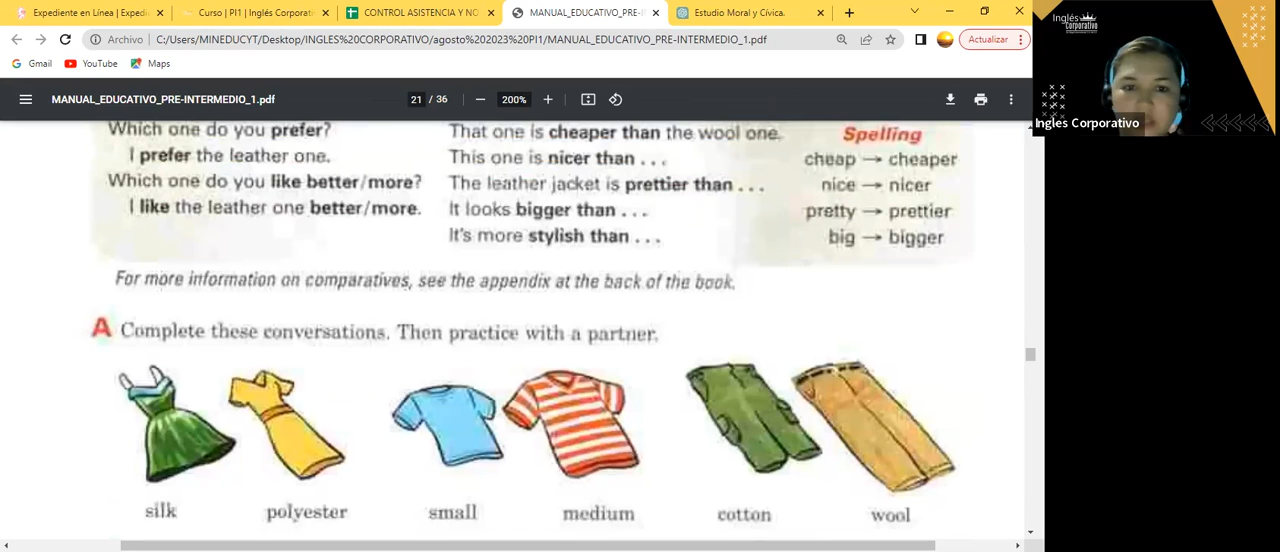 Expediente en Línea | Expedi
Curso | PI1 | Inglés Corporati
CONTROL ASISTENCIA Y NO
MANUAL_EDUCATIVO_PRE-I
Estudio Moral y Cívica.
Archivo
C:/Users/MINEDUCYT/Desktop/INGLES%20CORPORATIVO/agosto%202023%20PI1/MANUAL_EDUCATIVO_PRE-INTERMEDIO_1.pdf
Actualizar
Gmail
YouTube
Maps
MANUAL_EDUCATIVO_PRE-INTERMEDIO_1.pdf
21 / 36
200%
Which one do you prefer?
I prefer the leather one.
Which one do you like better/more?
I like the leather one better/more.
That one is cheaper than the wool one.
This one is nicer than . . .
The leather jacket is prettier than . . .
It looks bigger than . . .
It's more stylish than . . .
Spelling
cheap → cheaper
nice → nicer
pretty → prettier
big → bigger
For more information on comparatives, see the appendix at the back of the book.
A Complete these conversations. Then practice with a partner.
silk
polyester
small
medium
cotton
wool
Inglés
Corporativo
Inglés Corporativo